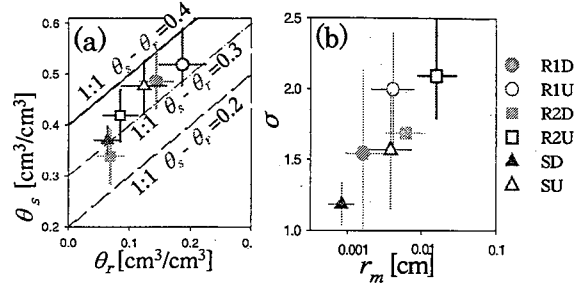 (a)
1:1 θs - θr =0.4
1:1 θs - θr =0.3
1:1 θs - θr =0.2
0.6
0.5
0.4
0.3
0.2
θs [cm³/cm³]
0.0 0.1 0.2 0.
θr [cm³/cm³]
(b)
2.5
2.0
1.5
1.0
σ
0.001 0.01 0.1
rm [cm]
R1D
R1U
R2D
R2U
SD
SU